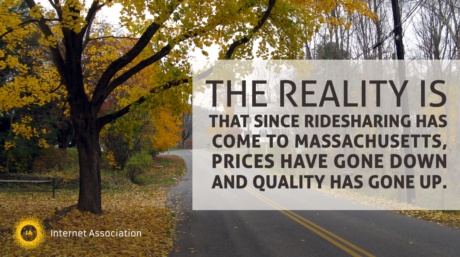 THE REALITY IS
THAT SINCE RIDESHARING HAS
COME TO MASSACHUSETTS,
PRICES HAVE GONE DOWN
AND QUALITY HAS GONE UP.
IA
Internet Association